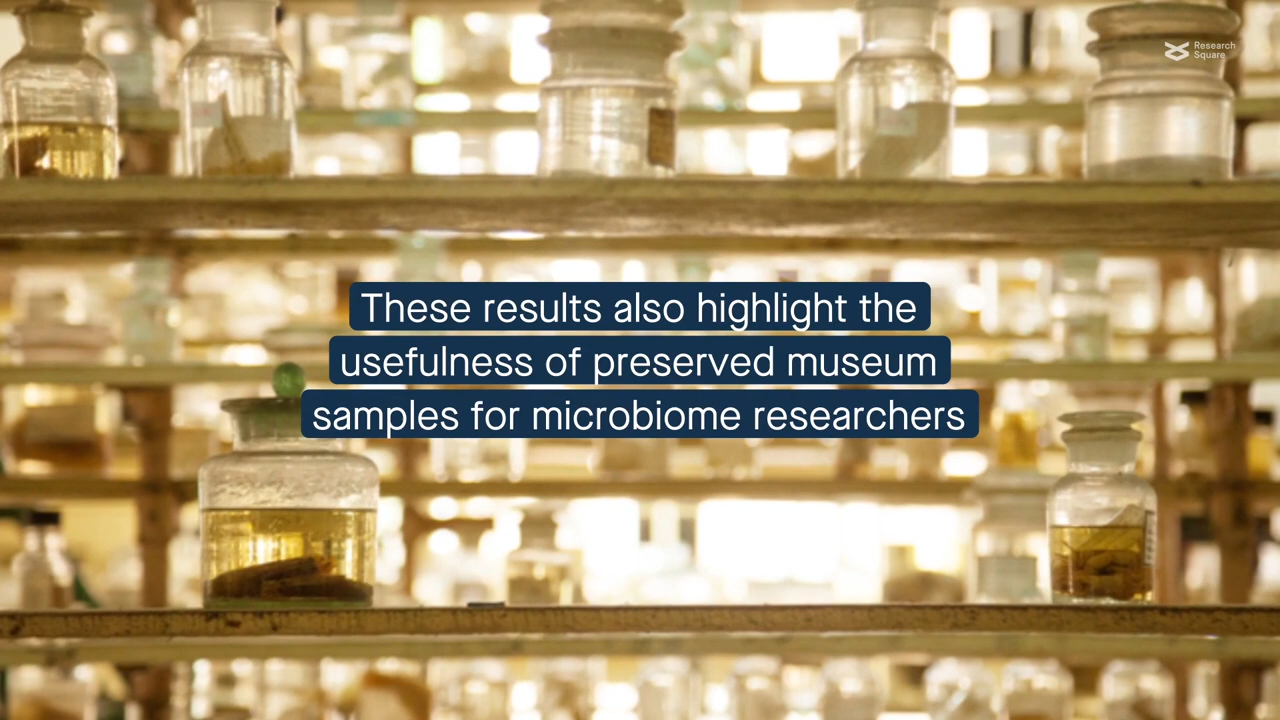 Research
Square
These results also highlight the
usefulness of preserved museum
samples for microbiome researchers